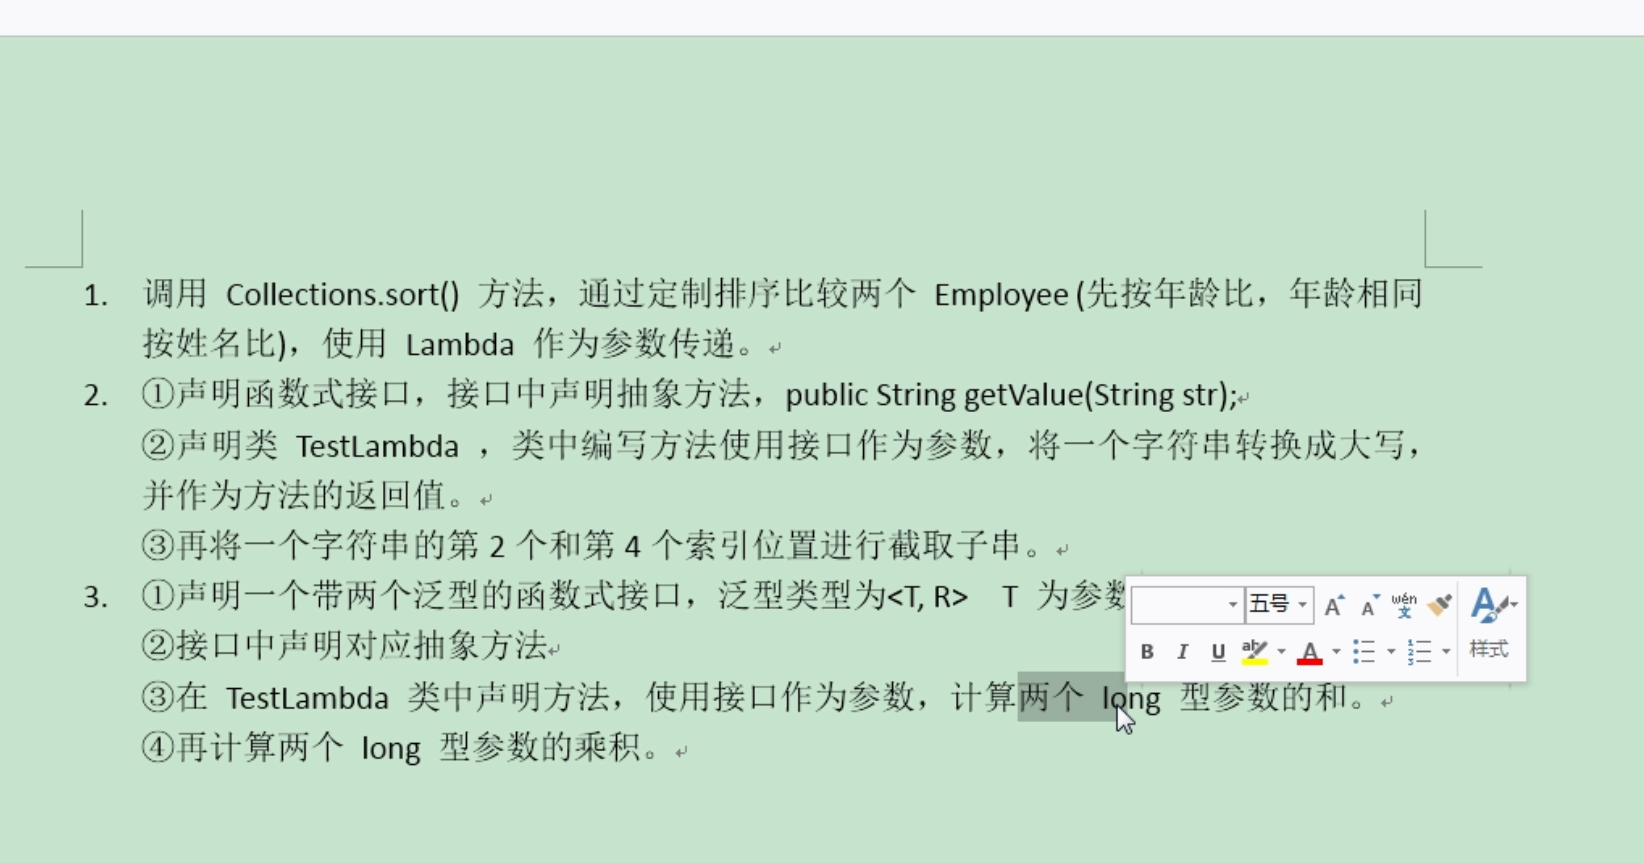 1. 调用 Collections.sort() 方法，通过定制排序比较两个 Employee (先按年龄比，年龄相同
按姓名比)，使用 Lambda 作为参数传递。
2. ①声明函数式接口，接口中声明抽象方法，public String getValue(String str);
②声明类 TestLambda ，类中编写方法使用接口作为参数，将一个字符串转换成大写，
并作为方法的返回值。
③再将一个字符串的第 2 个和第 4 个索引位置进行截取子串。
3. ①声明一个带两个泛型的函数式接口，泛型类型为<T, R> T 为参数
五号 A A wén 文
B I U ab A 样式
②接口中声明对应抽象方法
③在 TestLambda 类中声明方法，使用接口作为参数，计算两个 long 型参数的和。
④再计算两个 long 型参数的乘积。